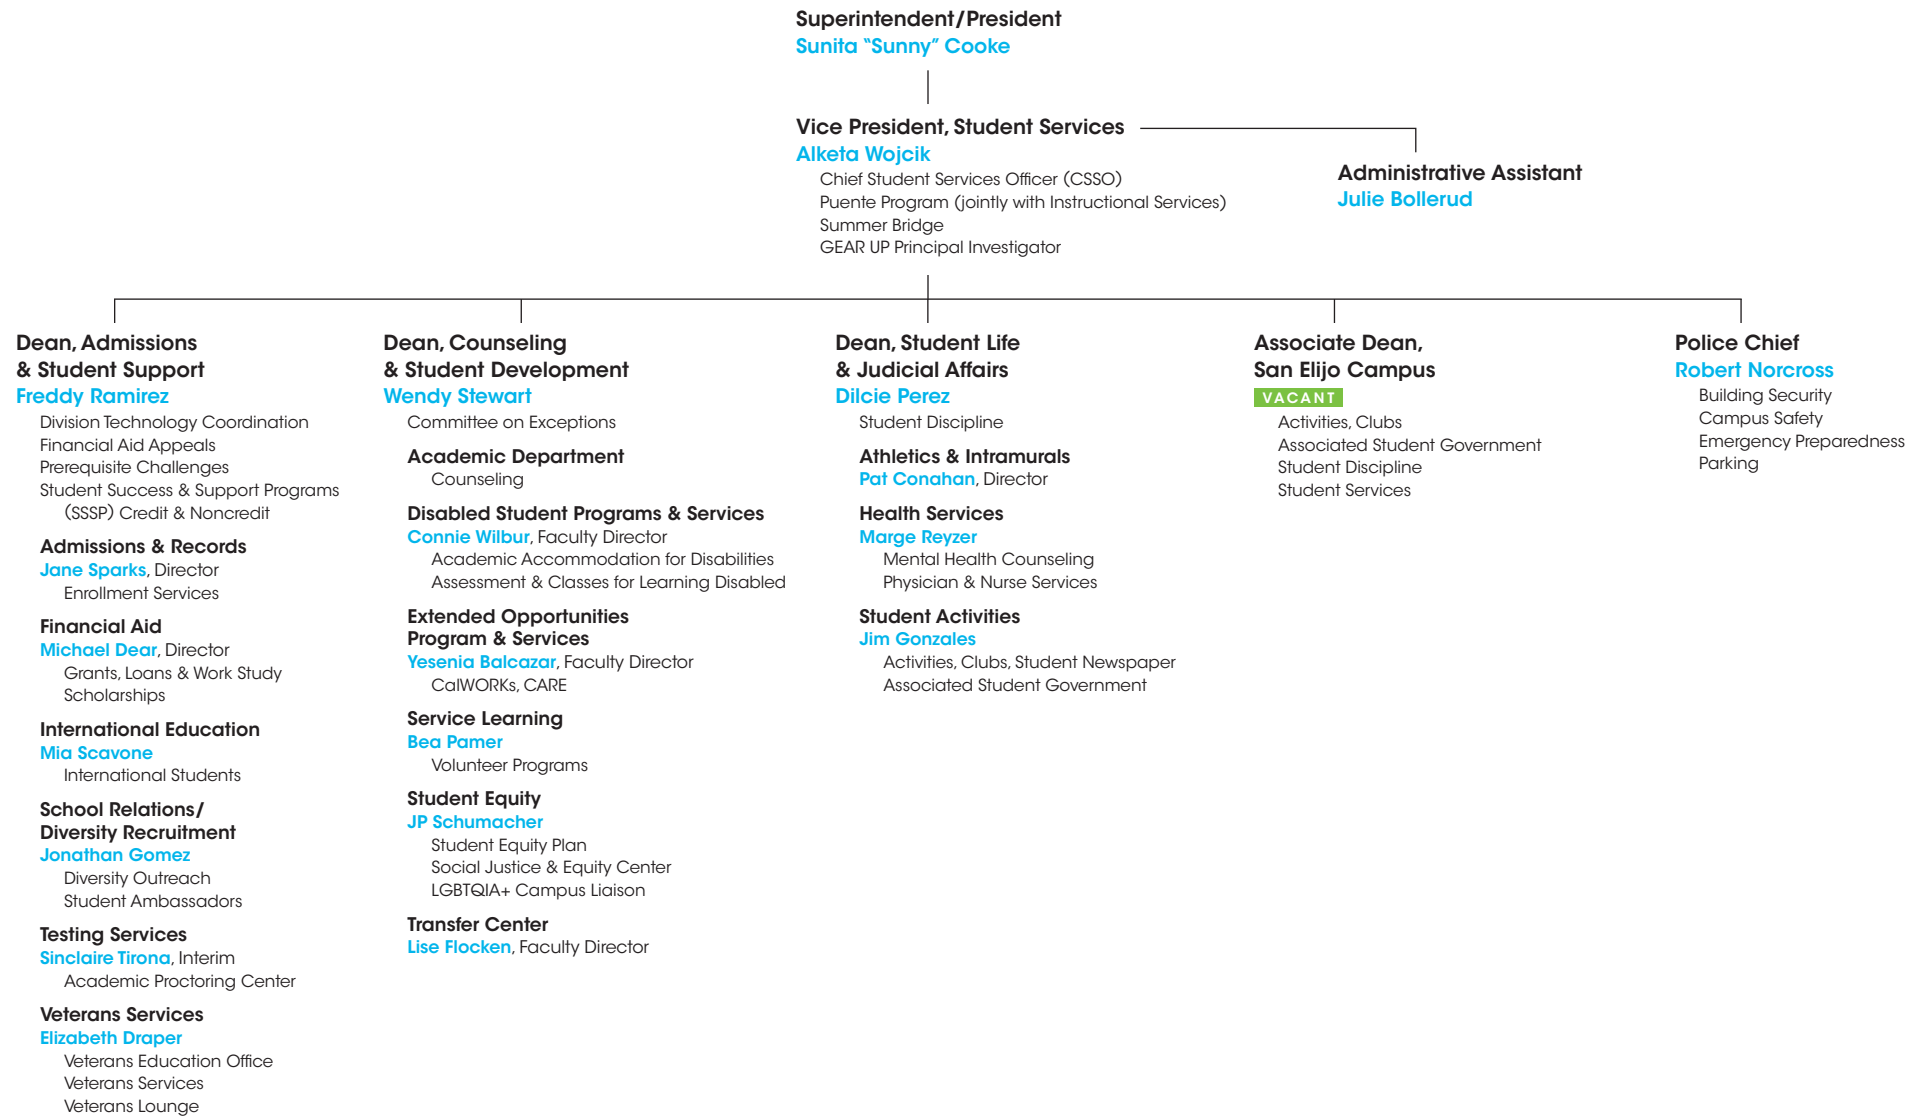 Superintendent/President
Sunita “Sunny” Cooke
Vice President, Student Services
Alketa Wojcik
Chief Student Services Officer (CSSO)
Puente Program (jointly with Instructional Services)
Summer Bridge
GEAR UP Principal Investigator
Administrative Assistant
Julie Bollerud
Dean, Admissions
& Student Support
Freddy Ramirez
Division Technology Coordination
Financial Aid Appeals
Prerequisite Challenges
Student Success & Support Programs
(SSSP) Credit & Noncredit
Admissions & Records
Jane Sparks, Director
Enrollment Services
Financial Aid
Michael Dear, Director
Grants, Loans & Work Study
Scholarships
International Education
Mia Scavone
International Students
School Relations/
Diversity Recruitment
Jonathan Gomez
Diversity Outreach
Student Ambassadors
Testing Services
Sinclaire Tirona, Interim
Academic Proctoring Center
Veterans Services
Elizabeth Draper
Veterans Education Office
Veterans Services
Veterans Lounge
Dean, Counseling
& Student Development
Wendy Stewart
Committee on Exceptions
Academic Department
Counseling
Disabled Student Programs & Services
Connie Wilbur, Faculty Director
Academic Accommodation for Disabilities
Assessment & Classes for Learning Disabled
Extended Opportunities
Program & Services
Yesenia Balcazar, Faculty Director
CalWORKs, CARE
Service Learning
Bea Pamer
Volunteer Programs
Student Equity
JP Schumacher
Student Equity Plan
Social Justice & Equity Center
LGBTQIA+ Campus Liaison
Transfer Center
Lise Flocken, Faculty Director
Dean, Student Life
& Judicial Affairs
Dilcie Perez
Student Discipline
Athletics & Intramurals
Pat Conahan, Director
Health Services
Marge Reyzer
Mental Health Counseling
Physician & Nurse Services
Student Activities
Jim Gonzales
Activities, Clubs, Student Newspaper
Associated Student Government
Associate Dean,
San Elijo Campus
VACANT
Activities, Clubs
Associated Student Government
Student Discipline
Student Services
Police Chief
Robert Norcross
Building Security
Campus Safety
Emergency Preparedness
Parking